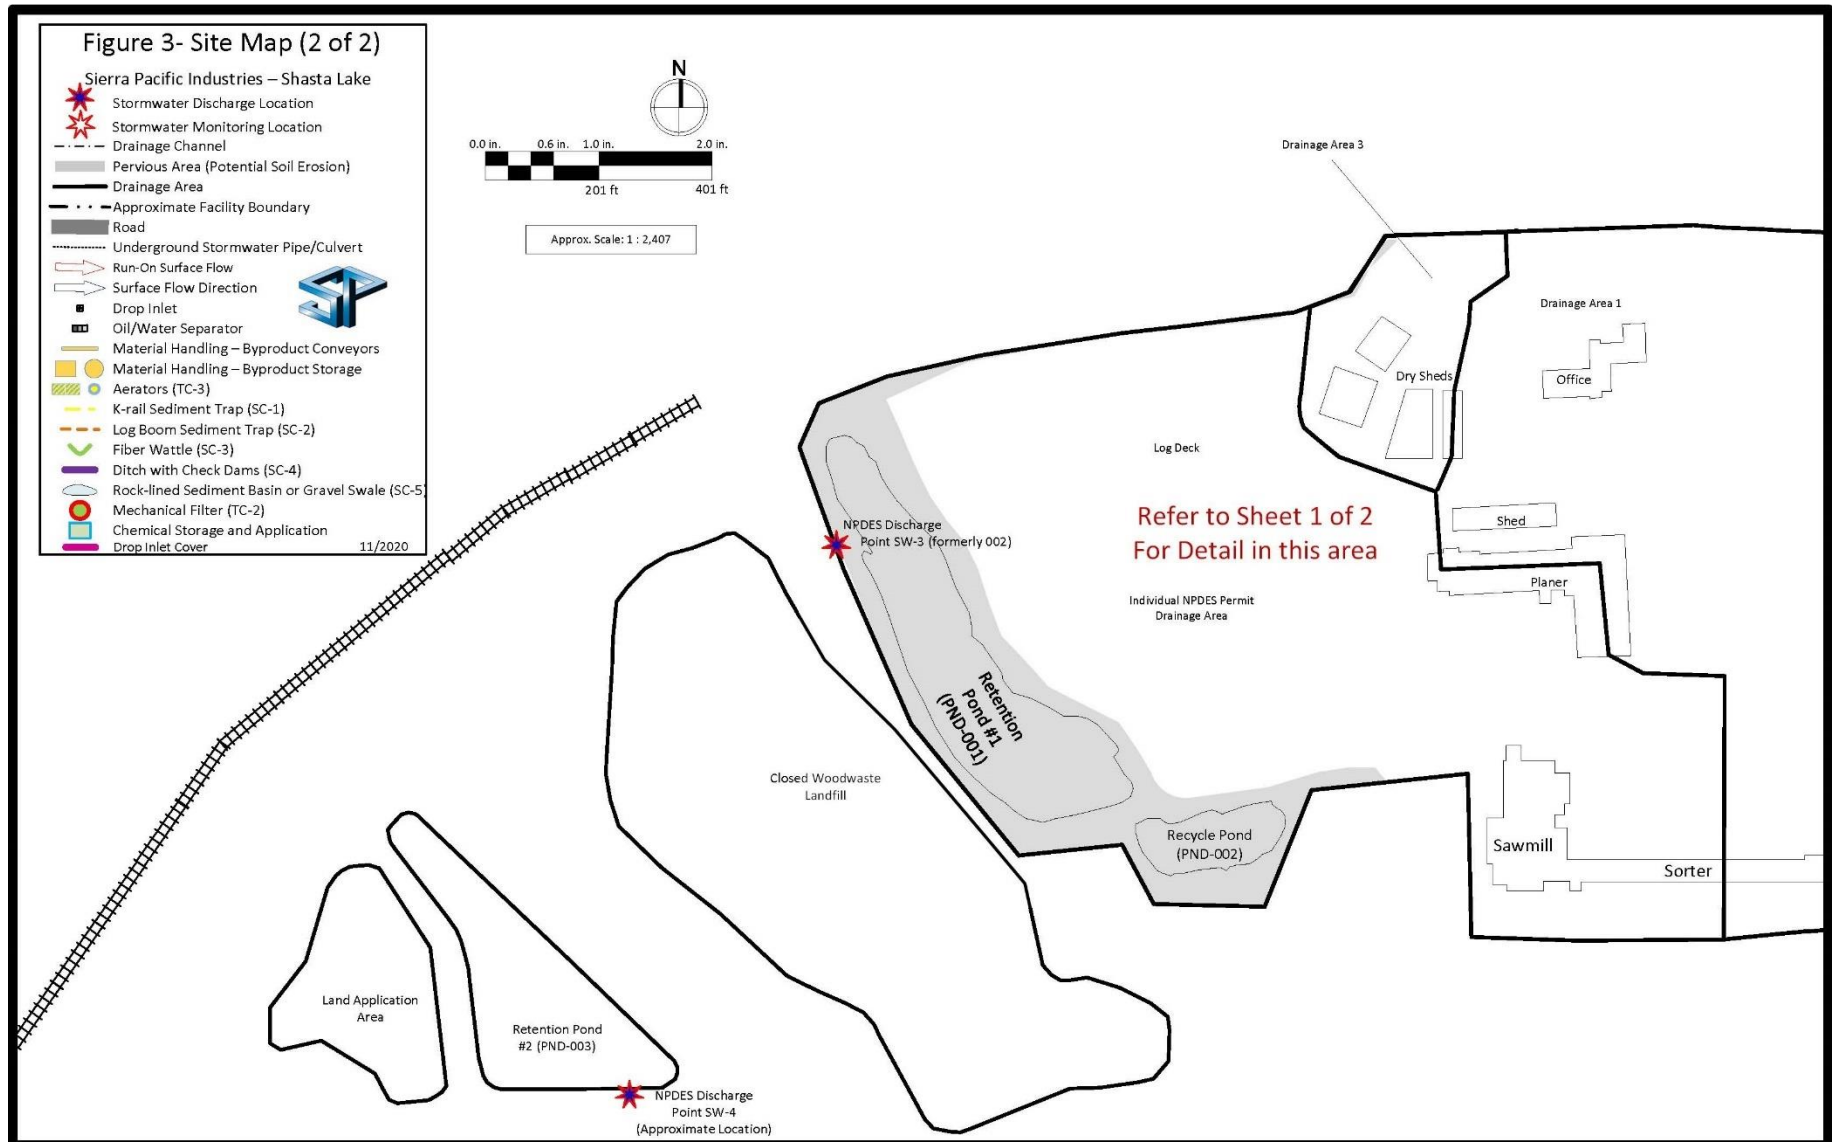 Figure 3- Site Map (2 of 2)
Sierra Pacific Industries – Shasta Lake
Stormwater Discharge Location
Stormwater Monitoring Location
Drainage Channel
Pervious Area (Potential Soil Erosion)
Drainage Area
Approximate Facility Boundary
Road
Underground Stormwater Pipe/Culvert
Run-On Surface Flow
Surface Flow Direction
SP
Drop Inlet
Oil/Water Separator
Material Handling – Byproduct Conveyors
Material Handling – Byproduct Storage
Aerators (TC-3)
K-rail Sediment Trap (SC-1)
Log Boom Sediment Trap (SC-2)
Fiber Wattle (SC-3)
Ditch with Check Dams (SC-4)
Rock-lined Sediment Basin or Gravel Swale (SC-5)
Mechanical Filter (TC-2)
Chemical Storage and Application
Drop Inlet Cover
11/2020
N
0.0 in. 0.6 in. 1.0 in. 2.0 in.
201 ft 401 ft
Approx. Scale: 1 : 2,407
Drainage Area 3
Drainage Area 1
Office
Dry Sheds
Log Deck
Refer to Sheet 1 of 2
For Detail in this area
Shed
Planer
Individual NPDES Permit
Drainage Area
NPDES Discharge
Point SW-3 (formerly 002)
Retention
Pond #1
(PND-001)
Closed Woodwaste
Landfill
Recycle Pond
(PND-002)
Sawmill
Sorter
Land Application
Area
Retention Pond
#2 (PND-003)
NPDES Discharge
Point SW-4
(Approximate Location)